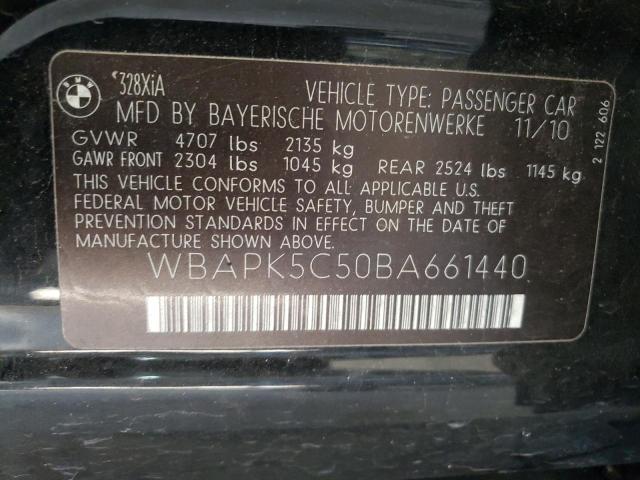 BMW
*328XiA
VEHICLE TYPE: PASSENGER CAR
MFD BY BAYERISCHE MOTORENWERKE 11/10
GVWR 4707 lbs 2135 kg
GAWR FRONT 2304 lbs 1045 kg REAR 2524 lbs 1145 kg
THIS VEHICLE CONFORMS TO ALL APPLICABLE U.S.
FEDERAL MOTOR VEHICLE SAFETY, BUMPER AND THEFT
PREVENTION STANDARDS IN EFFECT ON THE DATE OF
MANUFACTURE SHOWN ABOVE.
WBAPK5C50BA661440
2 122 606